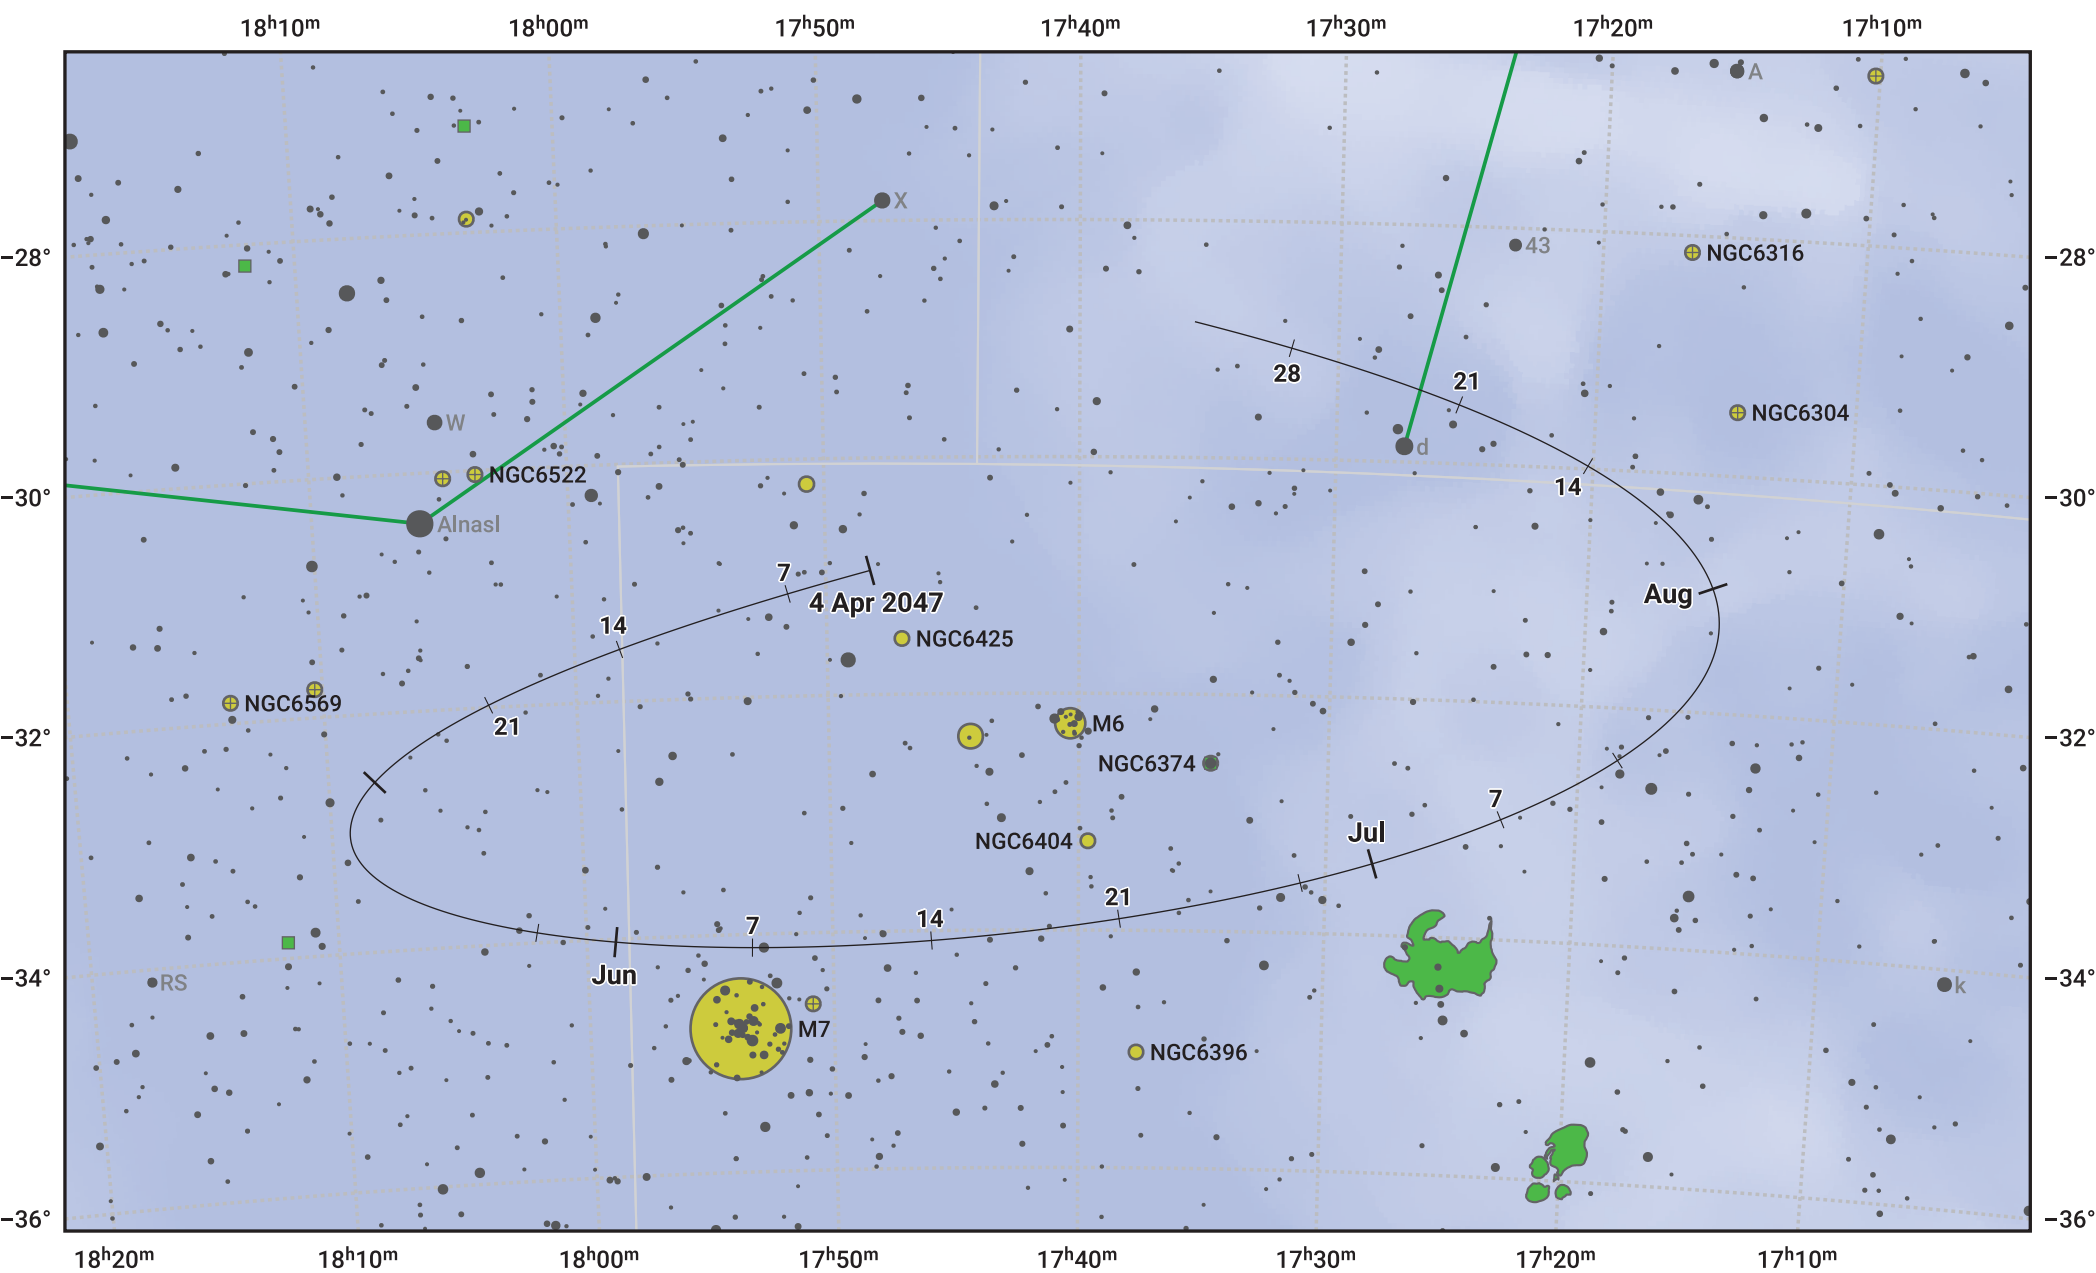 18h10m 18h00m 17h50m 17h40m 17h30m 17h20m 17h10m
A
X
43
NGC6316
−28° −28°
28
21
NGC6304
W
d
NGC6522
14
−30° −30°
Alnasl
7
4 Apr 2047
Aug
14
NGC6425
NGC6569
21
M6
−32° −32°
NGC6374
7
Jul
NGC6404
21
14
7
Jun
−34° −34°
RS
k
M7
NGC6396
−36° −36°
18h20m 18h10m 18h00m 17h50m 17h40m 17h30m 17h20m 17h10m